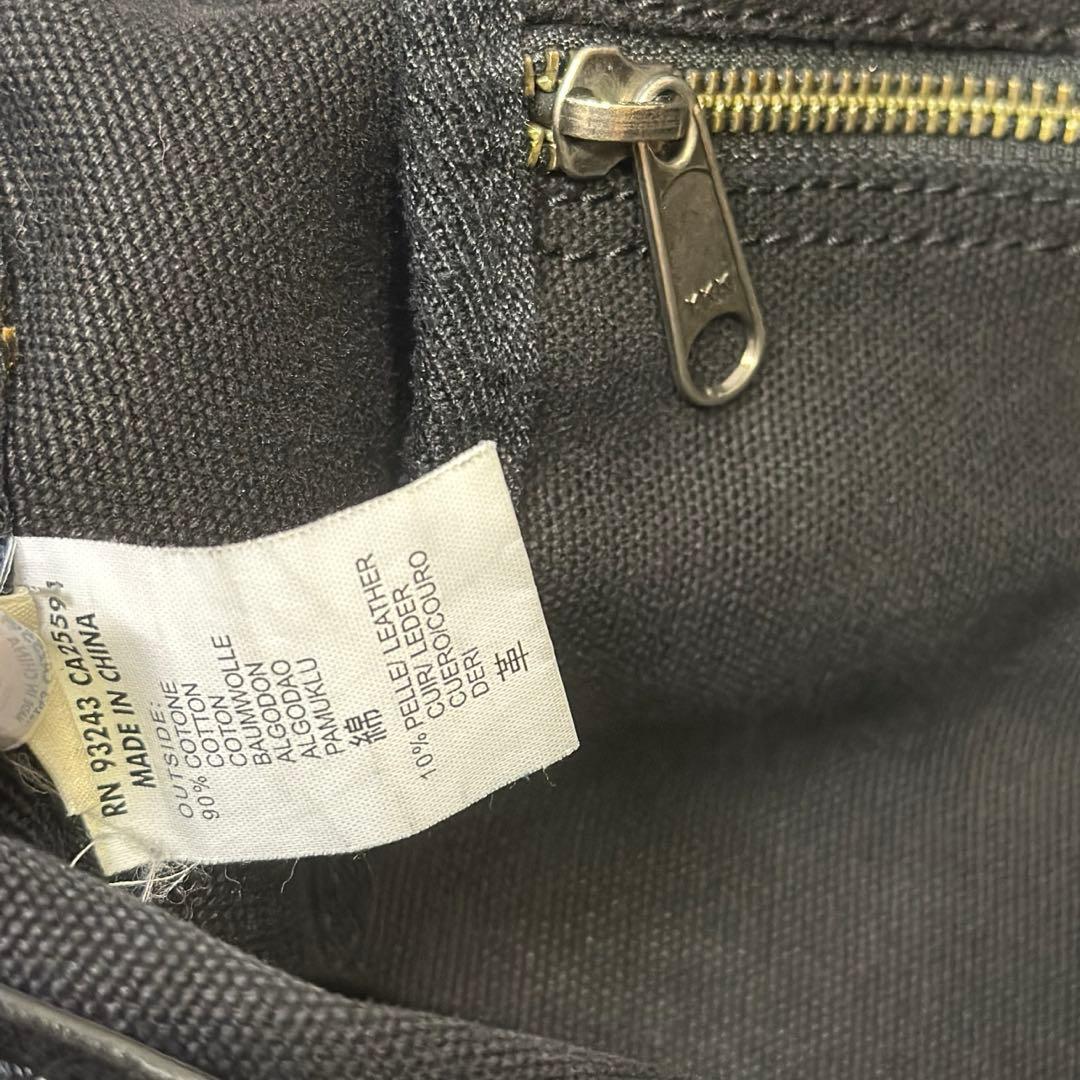 RN 93243 CA25594
MADE IN CHINA
OUTSIDE:
90% COTONE
COTTON
COTON
BAUMWOLLE
ALGODON
ALGODAO
PAMUKLU
綿
10% PELLE/ LEATHER
CUIR/ LEDER
CUERO/COURO
DERI
革